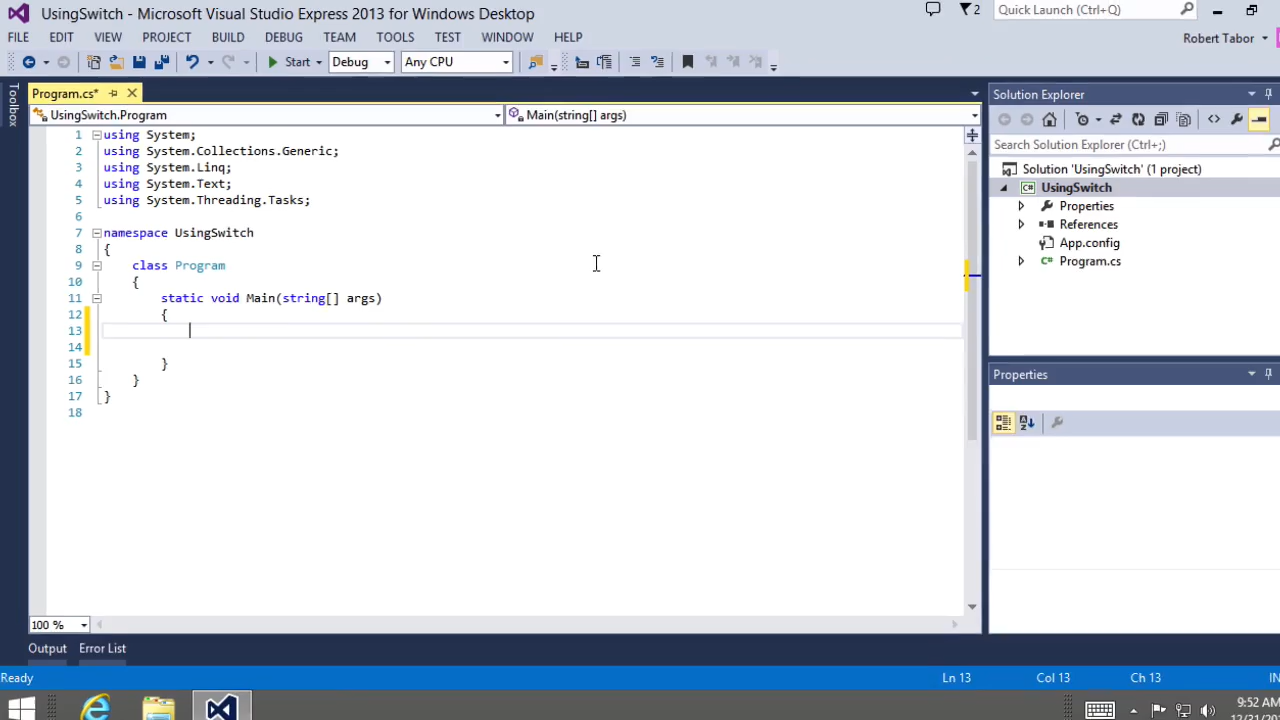 UsingSwitch - Microsoft Visual Studio Express 2013 for Windows Desktop
2
Quick Launch (Ctrl+Q)
FILE EDIT VIEW PROJECT BUILD DEBUG TEAM TOOLS TEST WINDOW HELP
Robert Tabor
Start Debug Any CPU
Toolbox
Program.cs*
UsingSwitch.Program Main(string[] args)
1 using System;
2 using System.Collections.Generic;
3 using System.Linq;
4 using System.Text;
5 using System.Threading.Tasks;
6
7 namespace UsingSwitch
8 {
9 class Program
10 {
11 static void Main(string[] args)
12 {
13
14
15 }
16 }
17 }
18
100 %
Solution Explorer
Search Solution Explorer (Ctrl+;)
Solution 'UsingSwitch' (1 project)
C# UsingSwitch
Properties
References
App.config
C# Program.cs
Properties
Output Error List
Ready Ln 13 Col 13 Ch 13 IN
9:52 AM